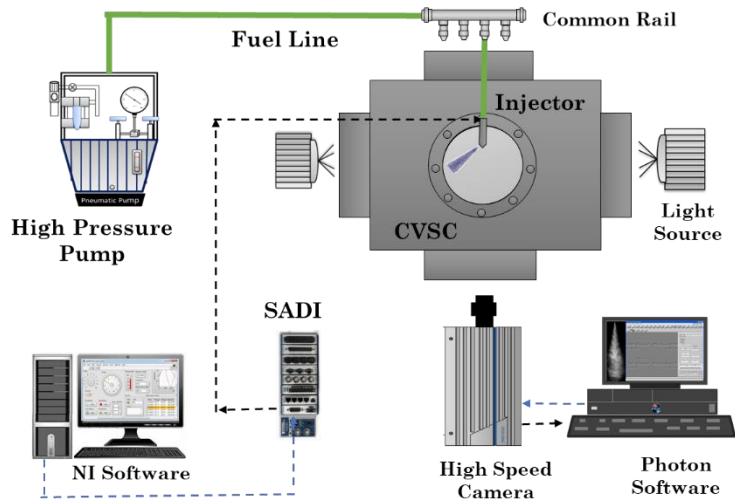 Common Rail
Fuel Line
Injector
Pneumatic Pump
High Pressure
Pump
CVSC
Light
Source
SADI
NI Software
High Speed
Camera
Photon
Software